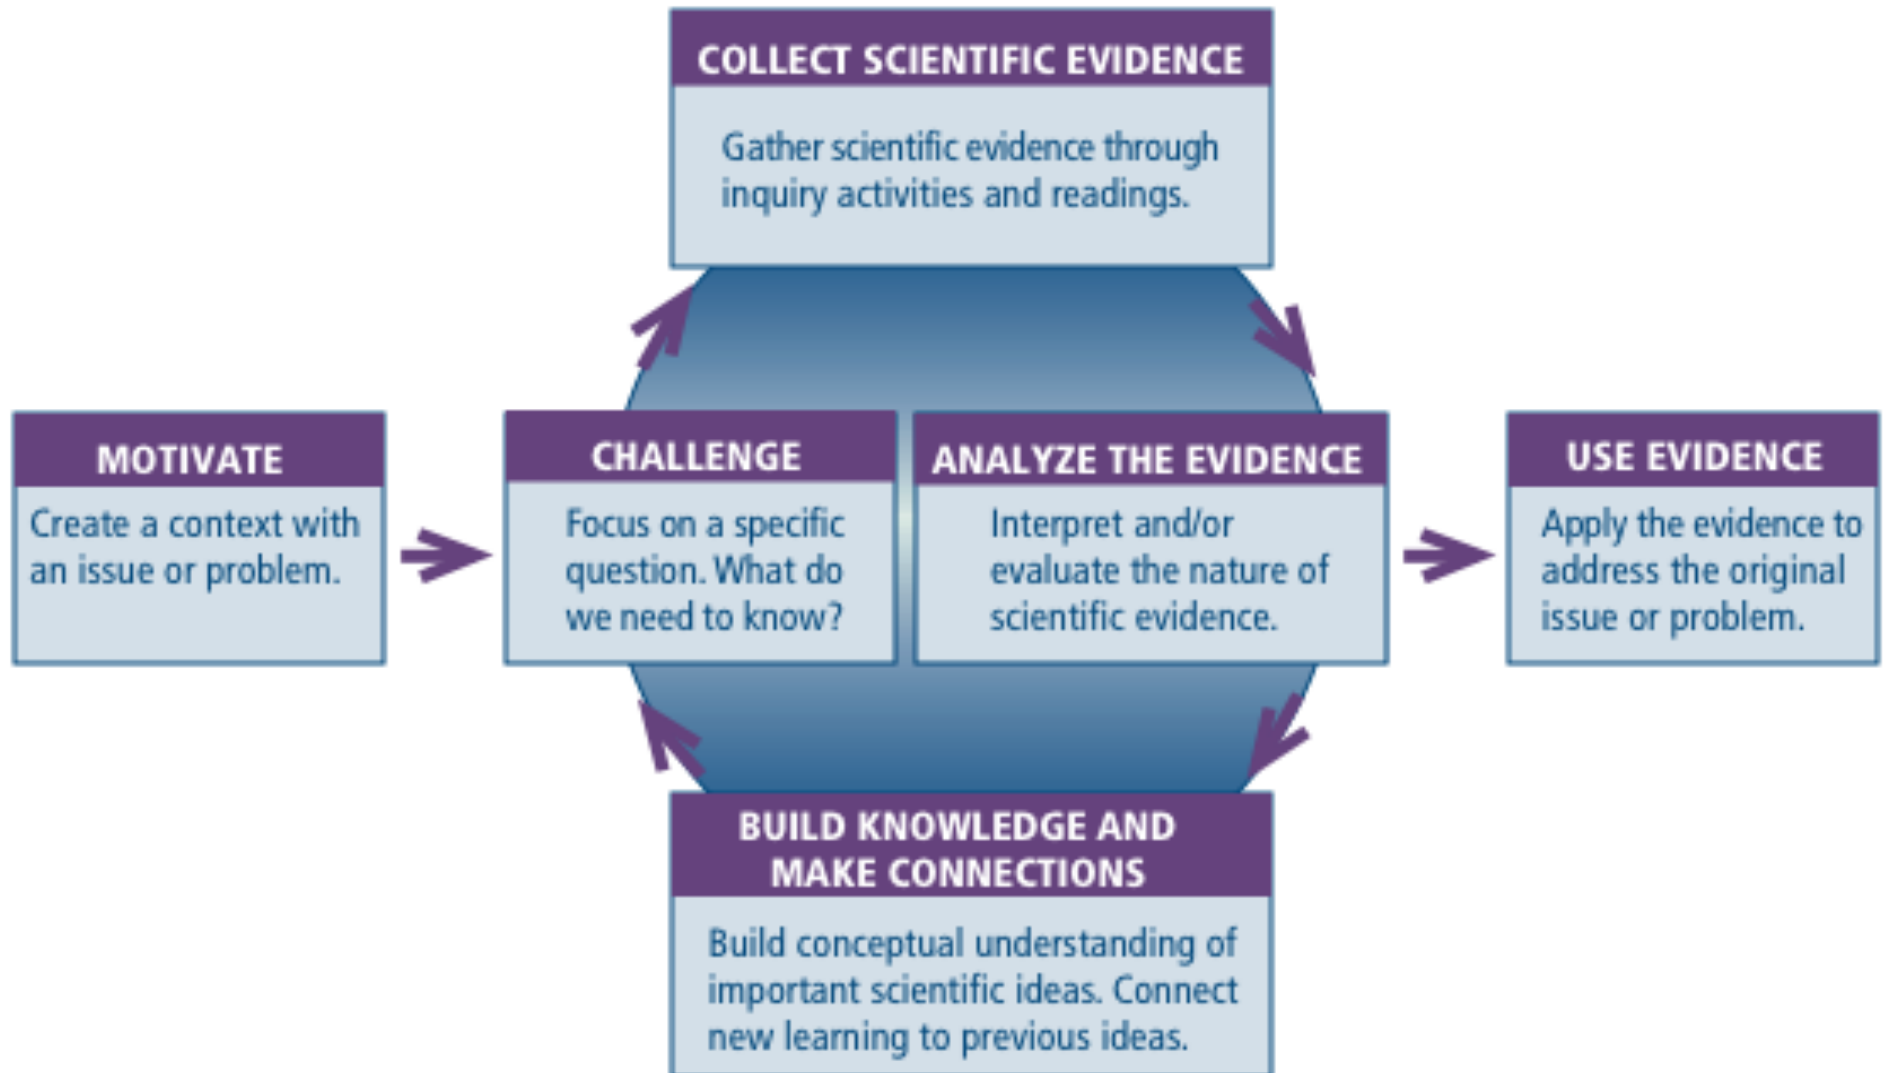 COLLECT SCIENTIFIC EVIDENCE
Gather scientific evidence through
inquiry activities and readings.
MOTIVATE
Create a context with
an issue or problem.
CHALLENGE
Focus on a specific
question. What do
we need to know?
ANALYZE THE EVIDENCE
Interpret and/or
evaluate the nature of
scientific evidence.
USE EVIDENCE
Apply the evidence to
address the original
issue or problem.
BUILD KNOWLEDGE AND
MAKE CONNECTIONS
Build conceptual understanding of
important scientific ideas. Connect
new learning to previous ideas.